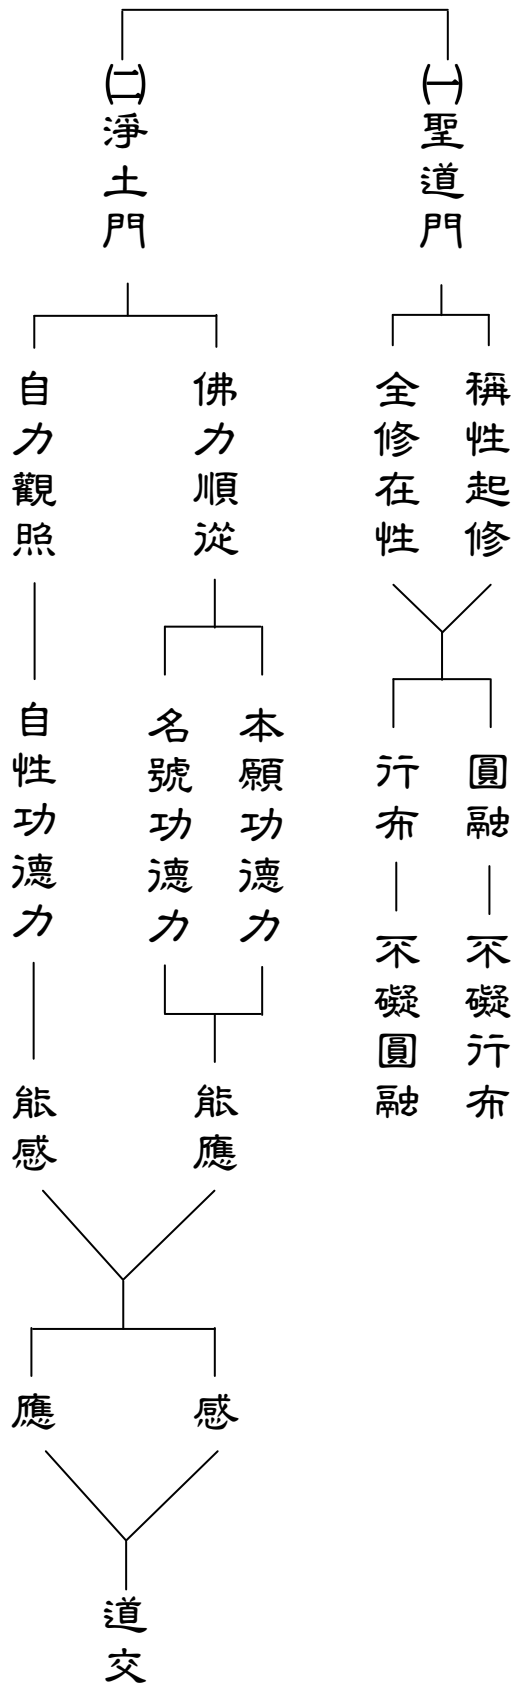 ㈠聖道門
稱性起修
全修在性
圓融
不礙行布
行布
不礙圓融
㈡淨土門
佛力順從
本願功德力
名號功德力
能應
自力觀照
自性功德力
能感
感
應
道交